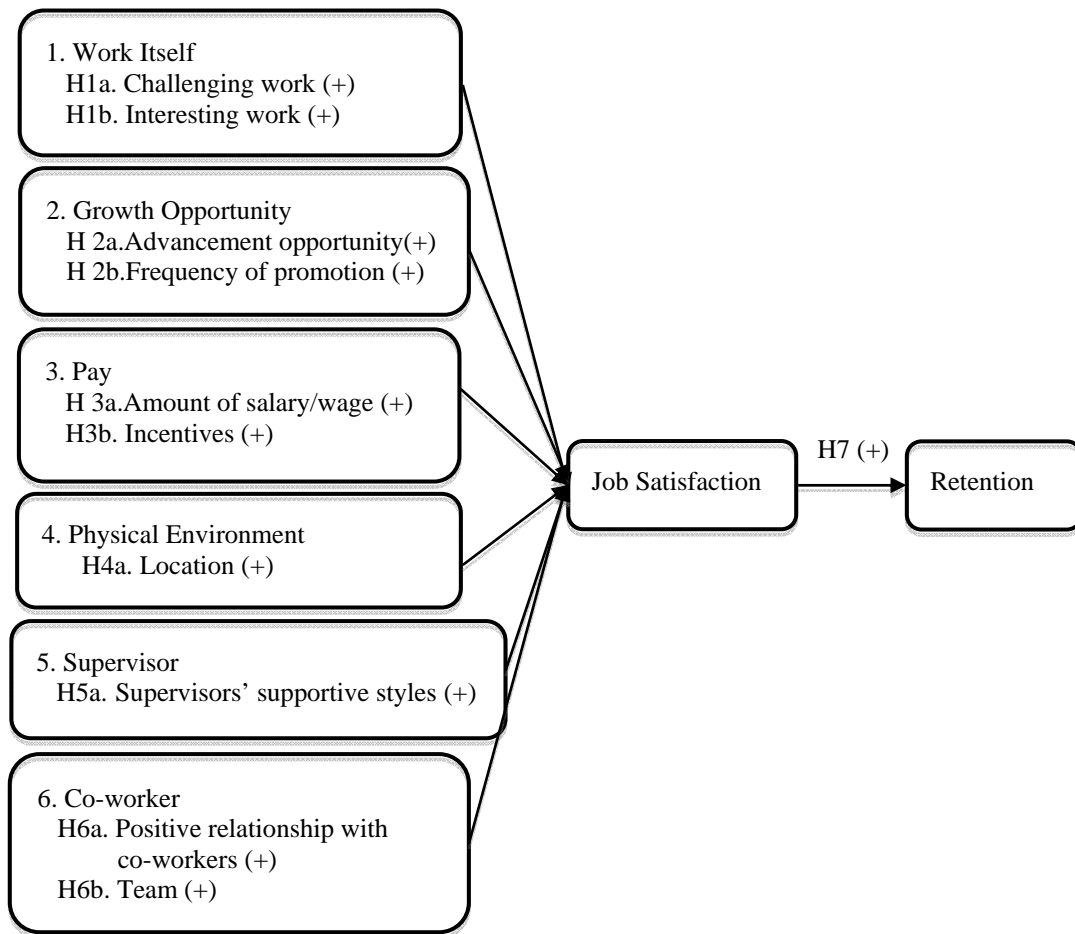 1. Work Itself
H1a. Challenging work (+)
H1b. Interesting work (+)
2. Growth Opportunity
H 2a.Advancement opportunity(+)
H 2b.Frequency of promotion (+)
3. Pay
H 3a.Amount of salary/wage (+)
H3b. Incentives (+)
4. Physical Environment
H4a. Location (+)
5. Supervisor
H5a. Supervisors’ supportive styles (+)
6. Co-worker
H6a. Positive relationship with
co-workers (+)
H6b. Team (+)
Job Satisfaction
H7 (+)
Retention